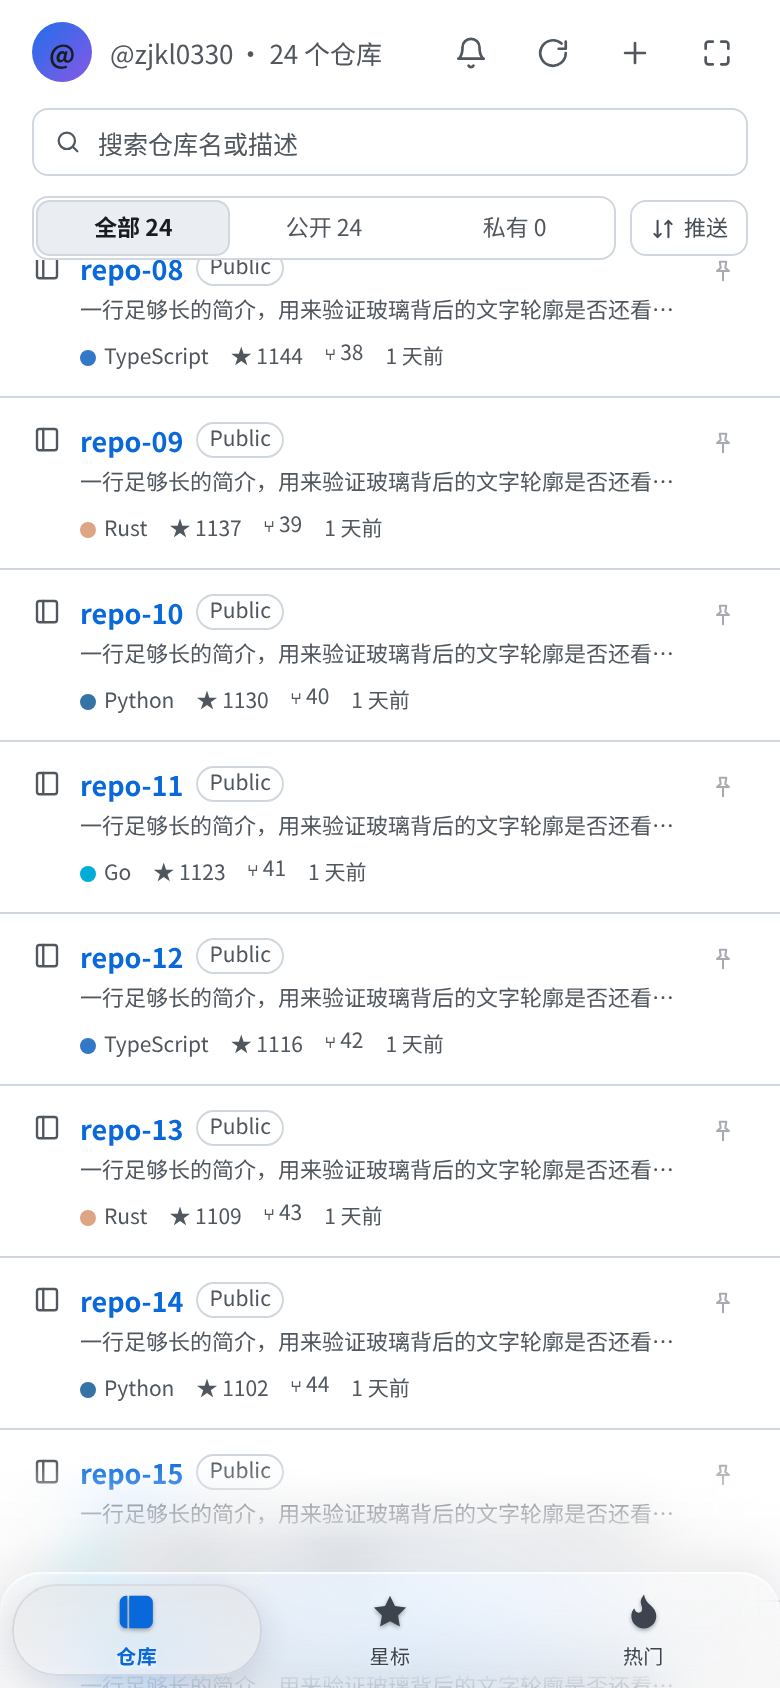 @ @zjkl0330 • 24 个仓库
搜索仓库名或描述
全部 24 公开 24 私有 0 推送
repo-08 Public
一行足够长的简介，用来验证玻璃背后的文字轮廓是否还看…
TypeScript ★ 1144 38 1 天前
repo-09 Public
一行足够长的简介，用来验证玻璃背后的文字轮廓是否还看…
Rust ★ 1137 39 1 天前
repo-10 Public
一行足够长的简介，用来验证玻璃背后的文字轮廓是否还看…
Python ★ 1130 40 1 天前
repo-11 Public
一行足够长的简介，用来验证玻璃背后的文字轮廓是否还看…
Go ★ 1123 41 1 天前
repo-12 Public
一行足够长的简介，用来验证玻璃背后的文字轮廓是否还看…
TypeScript ★ 1116 42 1 天前
repo-13 Public
一行足够长的简介，用来验证玻璃背后的文字轮廓是否还看…
Rust ★ 1109 43 1 天前
repo-14 Public
一行足够长的简介，用来验证玻璃背后的文字轮廓是否还看…
Python ★ 1102 44 1 天前
repo-15 Public
一行足够长的简介，用来验证玻璃背后的文字轮廓是否还看…
仓库 星标 热门